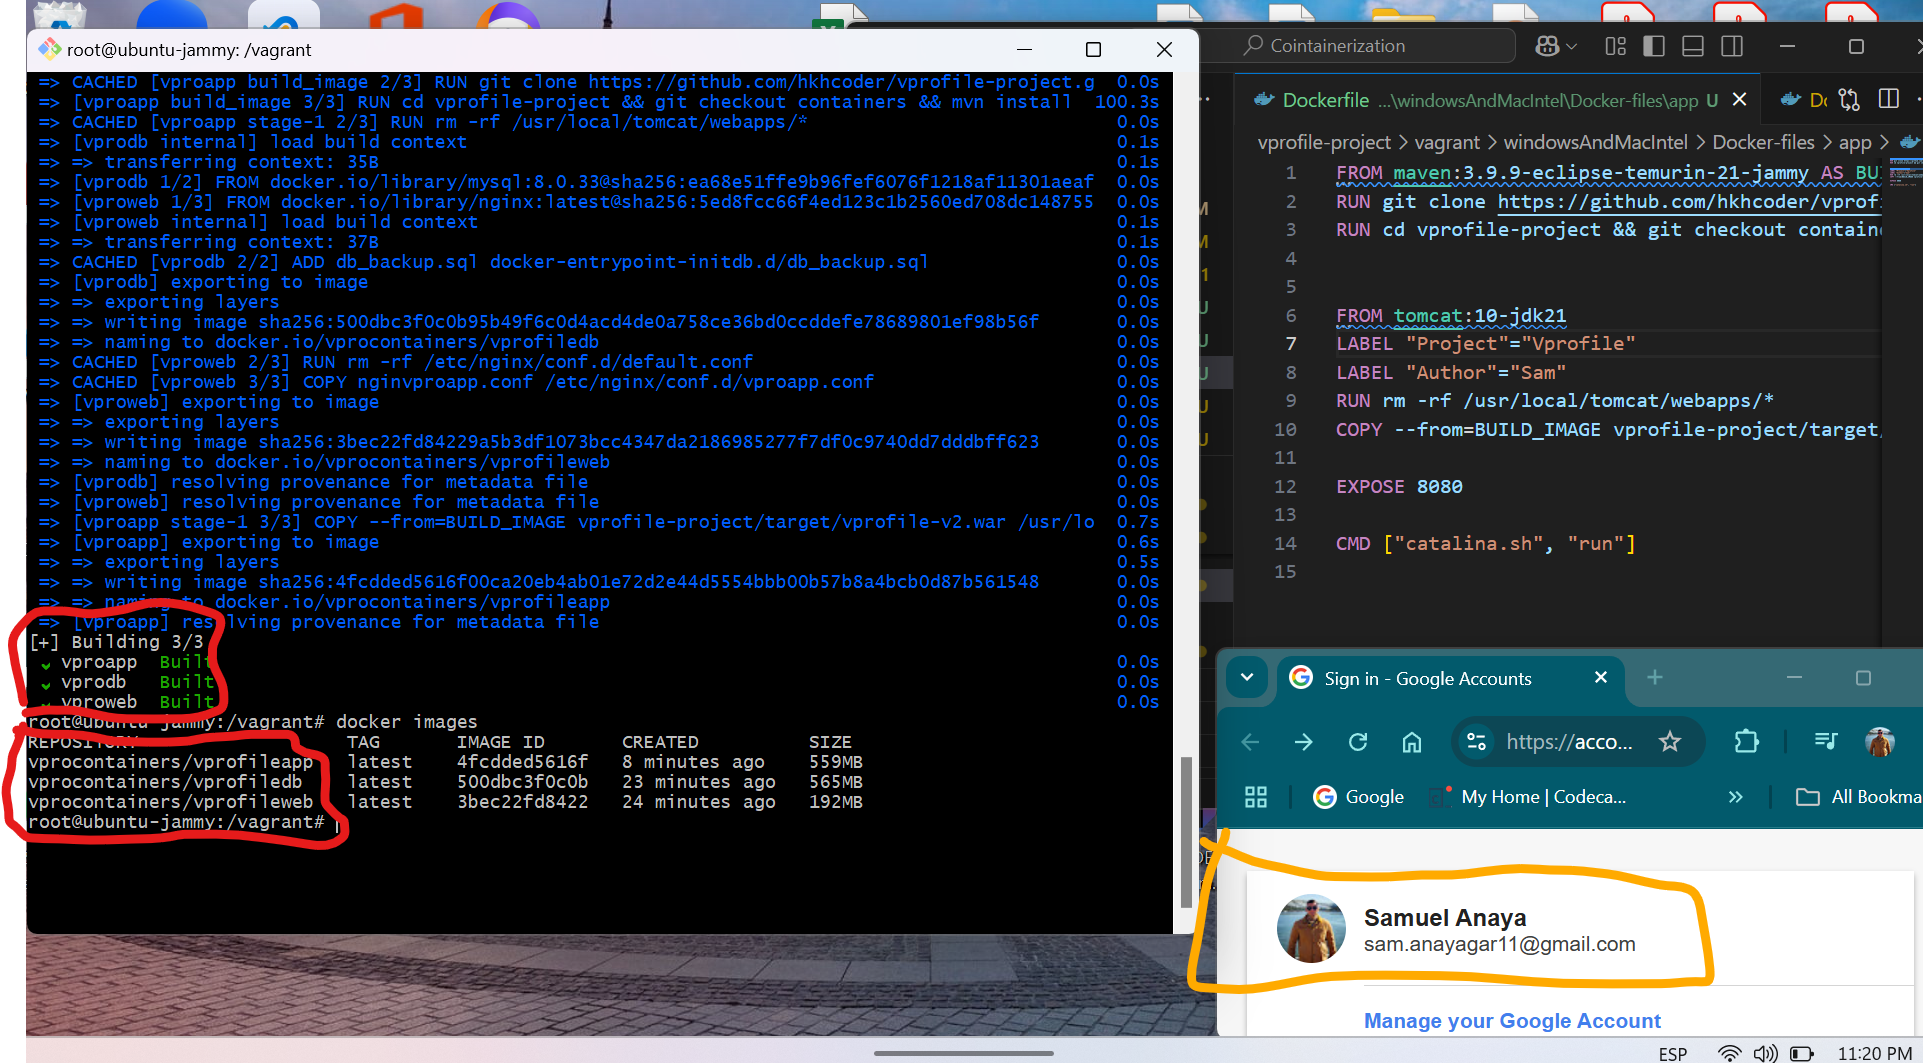 root@ubuntu-jammy: /vagrant
=> CACHED [vproapp build_image 2/3] RUN git clone https://github.com/hkhcoder/vprofile-project.g 0.0s
=> [vproapp build_image 3/3] RUN cd vprofile-project && git checkout containers && mvn install 100.3s
=> CACHED [vproapp stage-1 2/3] RUN rm -rf /usr/local/tomcat/webapps/* 0.0s
=> [vprodb internal] load build context 0.1s
=> => transferring context: 35B 0.1s
=> [vprodb 1/2] FROM docker.io/library/mysql:8.0.33@sha256:ea68e51ffe9b96fef6076f1218af11301aeaf 0.0s
=> [vproweb 1/3] FROM docker.io/library/nginx:latest@sha256:5ed8fcc66f4ed123c1b2560ed708dc148755 0.0s
=> [vproweb internal] load build context 0.1s
=> => transferring context: 37B 0.1s
=> CACHED [vprodb 2/2] ADD db_backup.sql docker-entrypoint-initdb.d/db_backup.sql 0.0s
=> [vprodb] exporting to image 0.0s
=> => exporting layers 0.0s
=> => writing image sha256:500dbc3f0c0b95b49f6c0d4acd4de0a758ce36bd0ccddefe78689801ef98b56f 0.0s
=> => naming to docker.io/vprocontainers/vprofiledb 0.0s
=> CACHED [vproweb 2/3] RUN rm -rf /etc/nginx/conf.d/default.conf 0.0s
=> CACHED [vproweb 3/3] COPY nginvproapp.conf /etc/nginx/conf.d/vproapp.conf 0.0s
=> [vproweb] exporting to image 0.0s
=> => exporting layers 0.0s
=> => writing image sha256:3bec22fd84229a5b3df1073bcc4347da2186985277f7df0c9740dd7dddbff623 0.0s
=> => naming to docker.io/vprocontainers/vprofileweb 0.0s
=> [vprodb] resolving provenance for metadata file 0.0s
=> [vproweb] resolving provenance for metadata file 0.0s
=> [vproapp stage-1 3/3] COPY --from=BUILD_IMAGE vprofile-project/target/vprofile-v2.war /usr/lo 0.7s
=> [vproapp] exporting to image 0.6s
=> => exporting layers 0.5s
=> => writing image sha256:4fcdded5616f00ca20eb4ab01e72d2e44d5554bbb00b57b8a4bcb0d87b561548 0.0s
=> => naming to docker.io/vprocontainers/vprofileapp 0.0s
=> [vproapp] resolving provenance for metadata file 0.0s
[+] Building 3/3
vproapp Built 0.0s
vprodb Built 0.0s
vproweb Built 0.0s
root@ubuntu-jammy:/vagrant# docker images
REPOSITORY TAG IMAGE ID CREATED SIZE
vprocontainers/vprofileapp latest 4fcdded5616f 8 minutes ago 559MB
vprocontainers/vprofiledb latest 500dbc3f0c0b 23 minutes ago 565MB
vprocontainers/vprofileweb latest 3bec22fd8422 24 minutes ago 192MB
root@ubuntu-jammy:/vagrant#
Cointainerization
Dockerfile ...\windowsAndMacIntel\Docker-files\app U
vprofile-project > vagrant > windowsAndMacIntel > Docker-files > app >
1 FROM maven:3.9.9-eclipse-temurin-21-jammy AS BUI
2 RUN git clone https://github.com/hkhcoder/vprof
3 RUN cd vprofile-project && git checkout contain
4
5
6 FROM tomcat:10-jdk21
7 LABEL "Project"="Vprofile"
8 LABEL "Author"="Sam"
9 RUN rm -rf /usr/local/tomcat/webapps/*
10 COPY --from=BUILD_IMAGE vprofile-project/target/
11
12 EXPOSE 8080
13
14 CMD ["catalina.sh", "run"]
15
Sign in - Google Accounts
https://acco...
Google
My Home | Codeca...
All Bookma
Samuel Anaya
sam.anayagar11@gmail.com
Manage your Google Account
ESP
11:20 PM